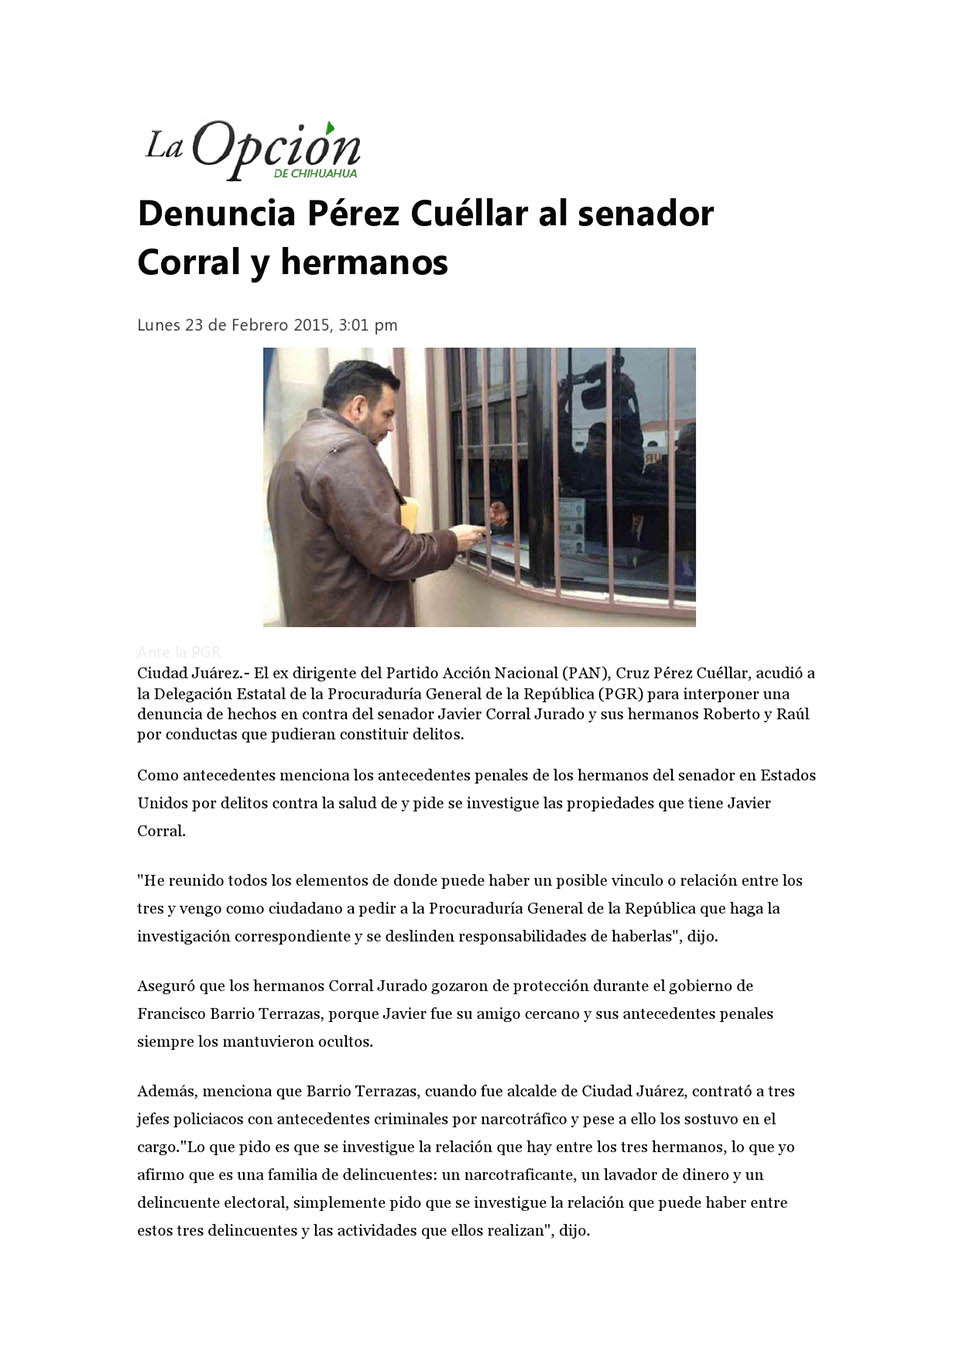 La Opción
DE CHIHUAHUA
Denuncia Pérez Cuéllar al senador
Corral y hermanos
Lunes 23 de Febrero 2015, 3:01 pm
Ante la PGR
Ciudad Juárez.- El ex dirigente del Partido Acción Nacional (PAN), Cruz Pérez Cuéllar, acudió a
la Delegación Estatal de la Procuraduría General de la República (PGR) para interponer una
denuncia de hechos en contra del senador Javier Corral Jurado y sus hermanos Roberto y Raúl
por conductas que pudieran constituir delitos.
Como antecedentes menciona los antecedentes penales de los hermanos del senador en Estados
Unidos por delitos contra la salud de y pide se investigue las propiedades que tiene Javier
Corral.
"He reunido todos los elementos de donde puede haber un posible vinculo o relación entre los
tres y vengo como ciudadano a pedir a la Procuraduría General de la República que haga la
investigación correspondiente y se deslinden responsabilidades de haberlas", dijo.
Aseguró que los hermanos Corral Jurado gozaron de protección durante el gobierno de
Francisco Barrio Terrazas, porque Javier fue su amigo cercano y sus antecedentes penales
siempre los mantuvieron ocultos.
Además, menciona que Barrio Terrazas, cuando fue alcalde de Ciudad Juárez, contrató a tres
jefes policiacos con antecedentes criminales por narcotráfico y pese a ello los sostuvo en el
cargo."Lo que pido es que se investigue la relación que hay entre los tres hermanos, lo que yo
afirmo que es una familia de delincuentes: un narcotraficante, un lavador de dinero y un
delincuente electoral, simplemente pido que se investigue la relación que puede haber entre
estos tres delincuentes y las actividades que ellos realizan", dijo.